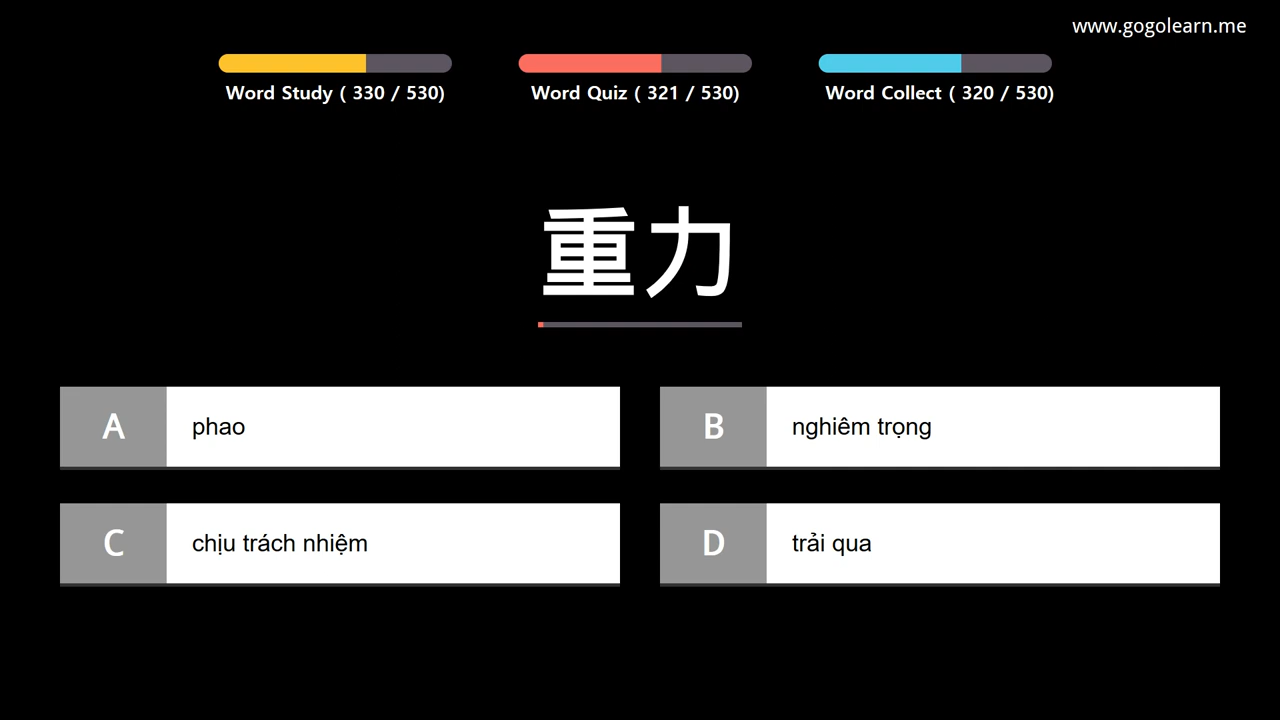 www.gogolearn.me
Word Study ( 330 / 530)
Word Quiz ( 321 / 530)
Word Collect ( 320 / 530)
重力
A phao
B nghiêm trọng
C chịu trách nhiệm
D trải qua